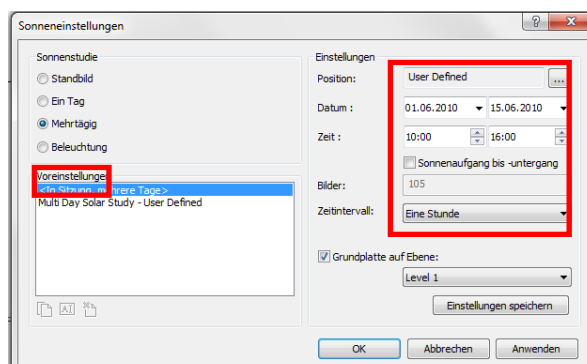 Sonneneinstellungen
Sonnenstudie
Standbild
Ein Tag
Mehrtägig
Beleuchtung
Voreinstellungen
<In Sitzung, mehrere Tage>
Multi Day Solar Study - User Defined
Einstellungen
Position: User Defined ...
Datum : 01.06.2010 15.06.2010
Zeit : 10:00 16:00
Sonnenaufgang bis -untergang
Bilder: 105
Zeitintervall: Eine Stunde
Grundplatte auf Ebene:
Level 1
Einstellungen speichern
OK Abbrechen Anwenden